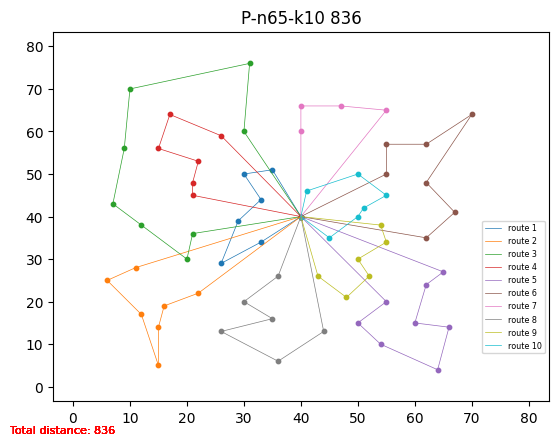 P-n65-k10 836
80
70
60
50
40
30
20
10
0
0 10 20 30 40 50 60 70 80
route 1
route 2
route 3
route 4
route 5
route 6
route 7
route 8
route 9
route 10
Total distance: 836